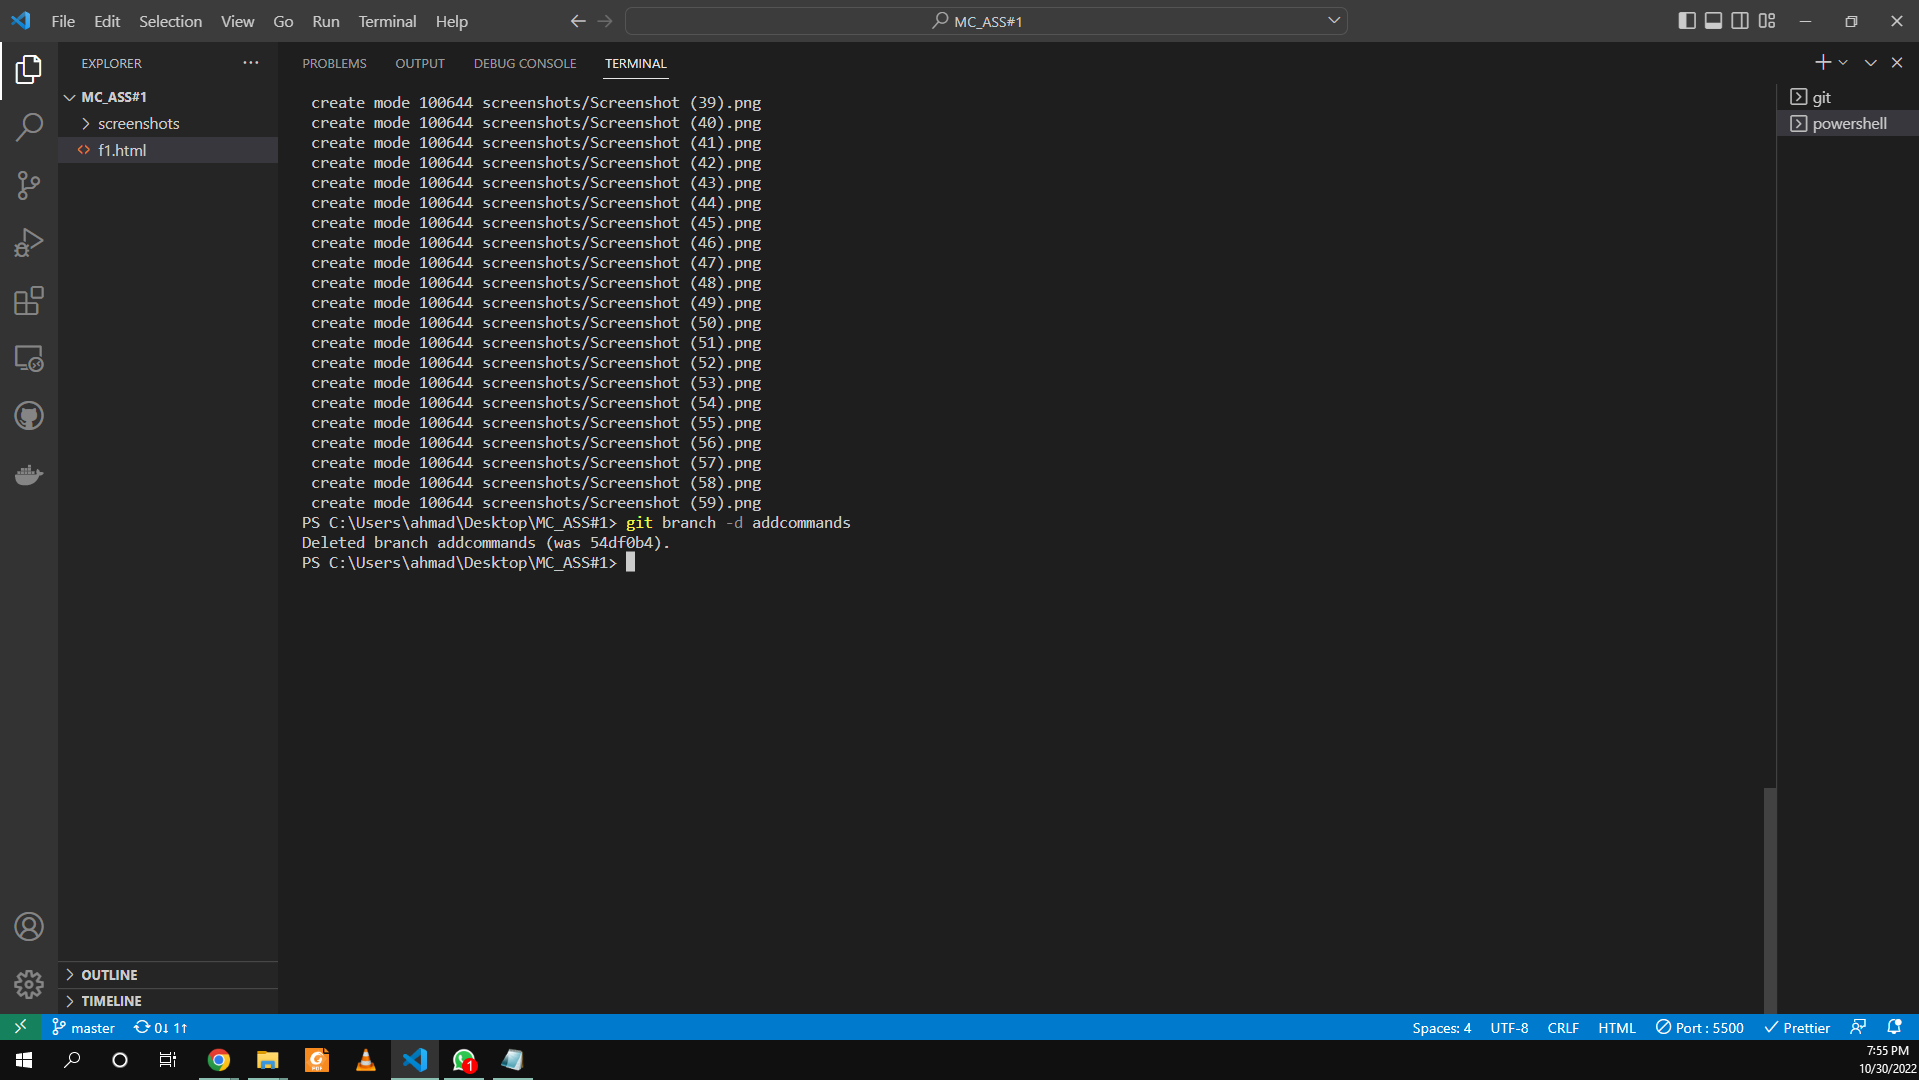 File Edit Selection View Go Run Terminal Help
MC_ASS#1
EXPLORER
MC_ASS#1
screenshots
f1.html
OUTLINE
TIMELINE
PROBLEMS OUTPUT DEBUG CONSOLE TERMINAL
create mode 100644 screenshots/Screenshot (39).png
create mode 100644 screenshots/Screenshot (40).png
create mode 100644 screenshots/Screenshot (41).png
create mode 100644 screenshots/Screenshot (42).png
create mode 100644 screenshots/Screenshot (43).png
create mode 100644 screenshots/Screenshot (44).png
create mode 100644 screenshots/Screenshot (45).png
create mode 100644 screenshots/Screenshot (46).png
create mode 100644 screenshots/Screenshot (47).png
create mode 100644 screenshots/Screenshot (48).png
create mode 100644 screenshots/Screenshot (49).png
create mode 100644 screenshots/Screenshot (50).png
create mode 100644 screenshots/Screenshot (51).png
create mode 100644 screenshots/Screenshot (52).png
create mode 100644 screenshots/Screenshot (53).png
create mode 100644 screenshots/Screenshot (54).png
create mode 100644 screenshots/Screenshot (55).png
create mode 100644 screenshots/Screenshot (56).png
create mode 100644 screenshots/Screenshot (57).png
create mode 100644 screenshots/Screenshot (58).png
create mode 100644 screenshots/Screenshot (59).png
PS C:\Users\ahmad\Desktop\MC_ASS#1> git branch -d addcommands
Deleted branch addcommands (was 54df0b4).
PS C:\Users\ahmad\Desktop\MC_ASS#1>
git
powershell
master 0↓ 1↑
Spaces: 4 UTF-8 CRLF HTML Port : 5500 Prettier
PDF
1
7:55 PM
10/30/2022